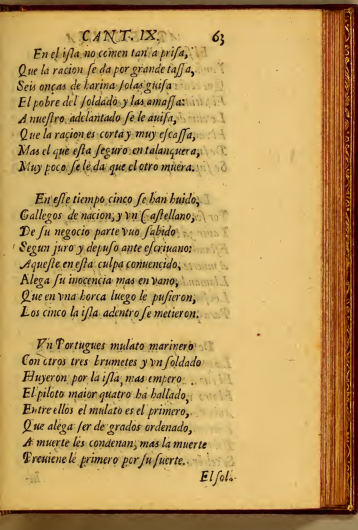 CANT. IX. 63
En el iſla no comen tan a priſa,
Que la racion ſe da por grande taſſa,
Seis onças de harina ſolas guiſa
El pobre del ſoldado y las amaſſa:
A nueſtro adelantado ſe le auiſa,
Que la racion es corta y muy eſcaſſa,
Mas el que eſta ſeguro en talanquera,
Muy poco ſe le da que el otro muera.
En eſte tiempo cinco ſe han huido,
Gallegos de nacion, y vn Caſtellano,
De ſu negocio parte vuo ſabido
Segun juro y depuſo ante eſcriuano:
Aqueſte en eſta culpa conuencido,
Alega ſu inocencia mas en vano,
Que en vna horca luego le puſieron,
Los cinco la iſla adentro ſe metieron.
Vn Portugues mulato marinero
Con otros tres brumetes y vn ſoldado
Huyeron por la iſla, mas empero
El piloto maior quatro ha hallado,
Entre ellos el mulato es el primero,
Que alega ſer de grados ordenado,
A muerte les condenan, mas la muerte
Preuiene le primero por ſu ſuerte.
El ſol-